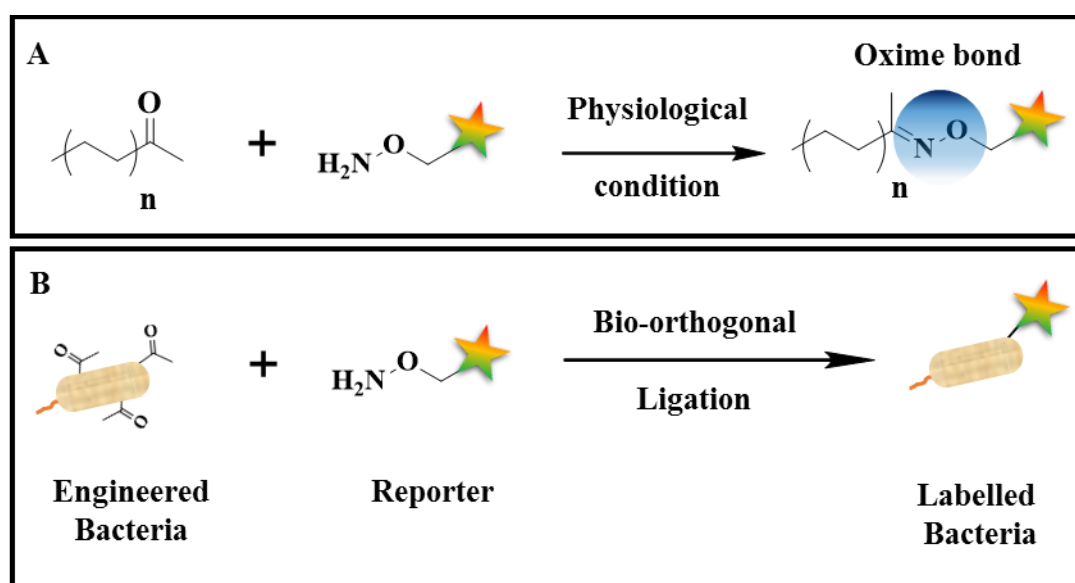 A
Oxime bond
O
n
+
H₂N
O
Physiological
condition
N
O
n
B
O
O
O
+
H₂N
O
Bio-orthogonal
Ligation
Engineered
Bacteria
Reporter
Labelled
Bacteria